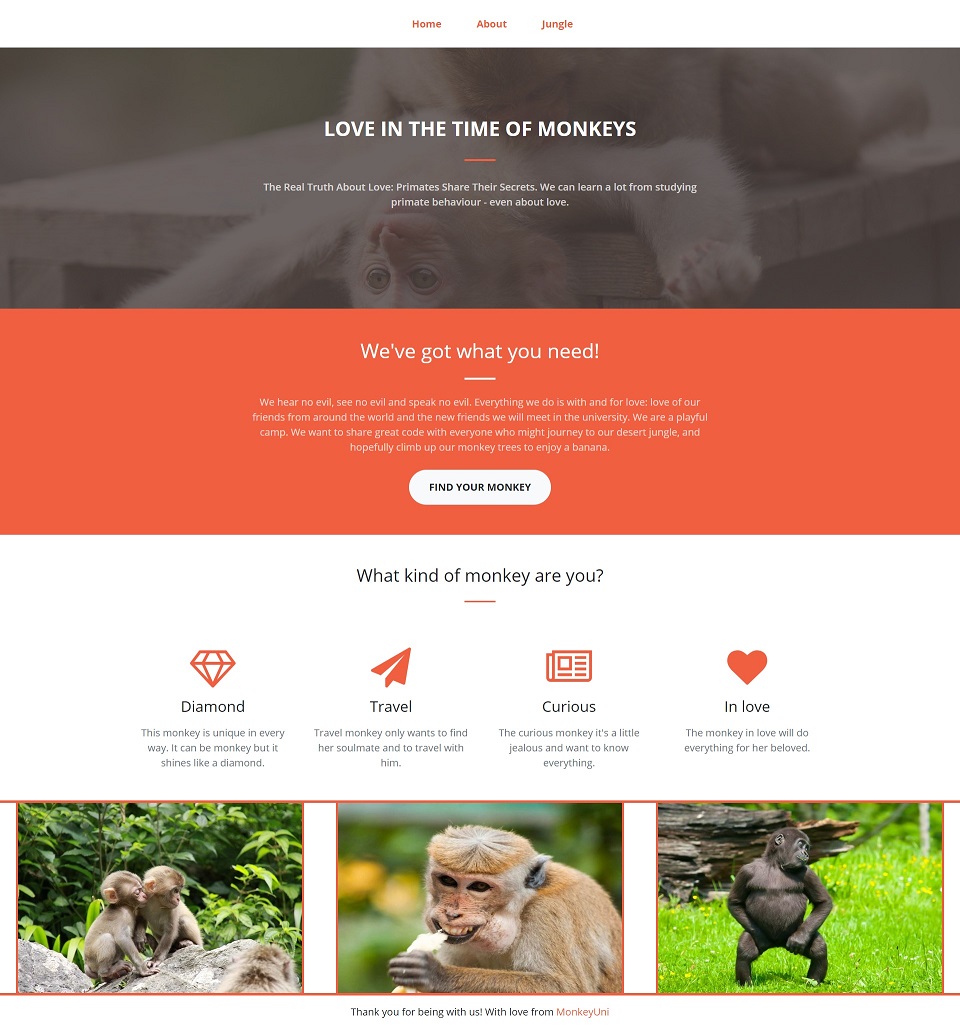 Home About Jungle
LOVE IN THE TIME OF MONKEYS
The Real Truth About Love: Primates Share Their Secrets. We can learn a lot from studying
primate behaviour - even about love.
We've got what you need!
We hear no evil, see no evil and speak no evil. Everything we do is with and for love: love of our
friends from around the world and the new friends we will meet in the university. We are a playful
camp. We want to share great code with everyone who might journey to our desert jungle, and
hopefully climb up our monkey trees to enjoy a banana.
FIND YOUR MONKEY
What kind of monkey are you?
Diamond
This monkey is unique in every
way. It can be monkey but it
shines like a diamond.
Travel
Travel monkey only wants to find
her soulmate and to travel with
him.
Curious
The curious monkey it's a little
jealous and want to know
everything.
In love
The monkey in love will do
everything for her beloved.
Thank you for being with us! With love from MonkeyUni